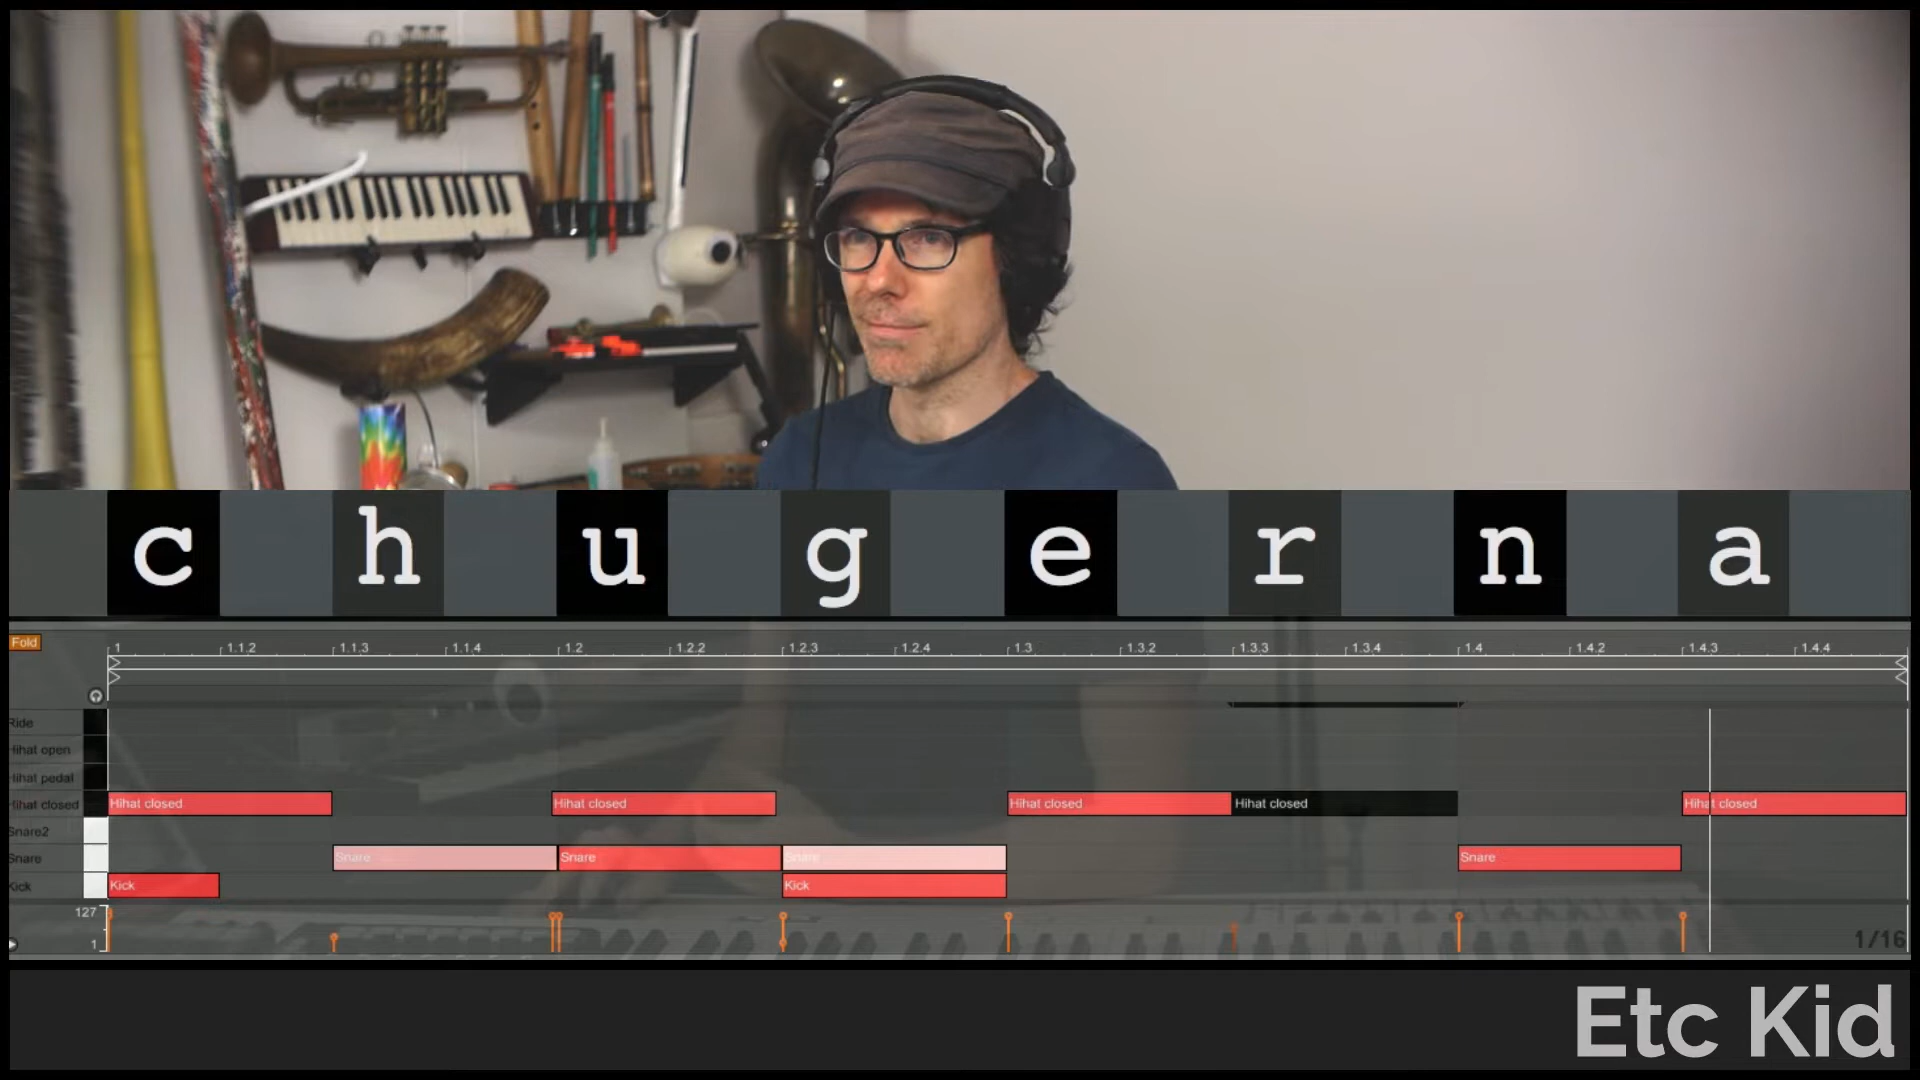 c h u g e r n a
Fold
1 1.1.2 1.1.3 1.1.4 1.2 1.2.2 1.2.3 1.2.4 1.3 1.3.2 1.3.3 1.3.4 1.4 1.4.2 1.4.3 1.4.4
Ride
Hihat open
Hihat pedal
Hihat closed Hihat closed Hihat closed Hihat closed Hihat closed Hihat closed
Snare2
Snare Snare Snare Snare Snare
Kick Kick Kick
127
1 1/16
Etc Kid